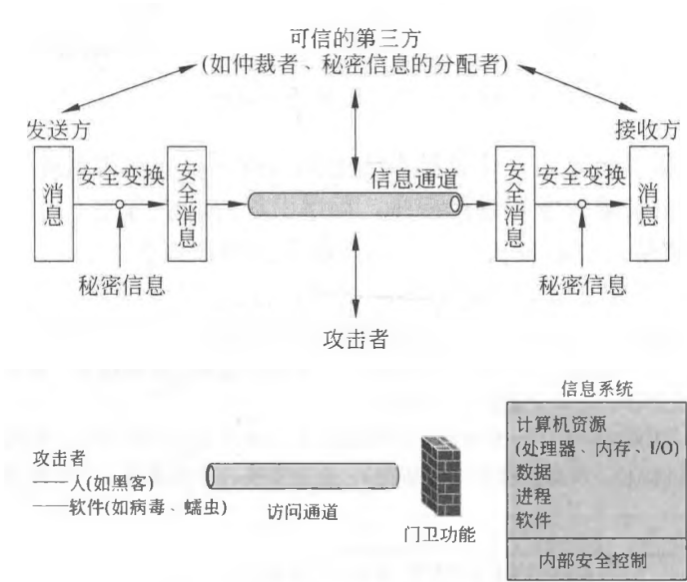 可信的第三方
(如仲裁者、秘密信息的分配者)
发送方
接收方
消息
安全变换
安全消息
信息通道
安全消息
安全变换
消息
秘密信息
秘密信息
攻击者
信息系统
计算机资源
(处理器、内存、I/O)
数据
进程
软件
内部安全控制
攻击者
——人(如黑客)
——软件(如病毒、蠕虫)
访问通道
门卫功能